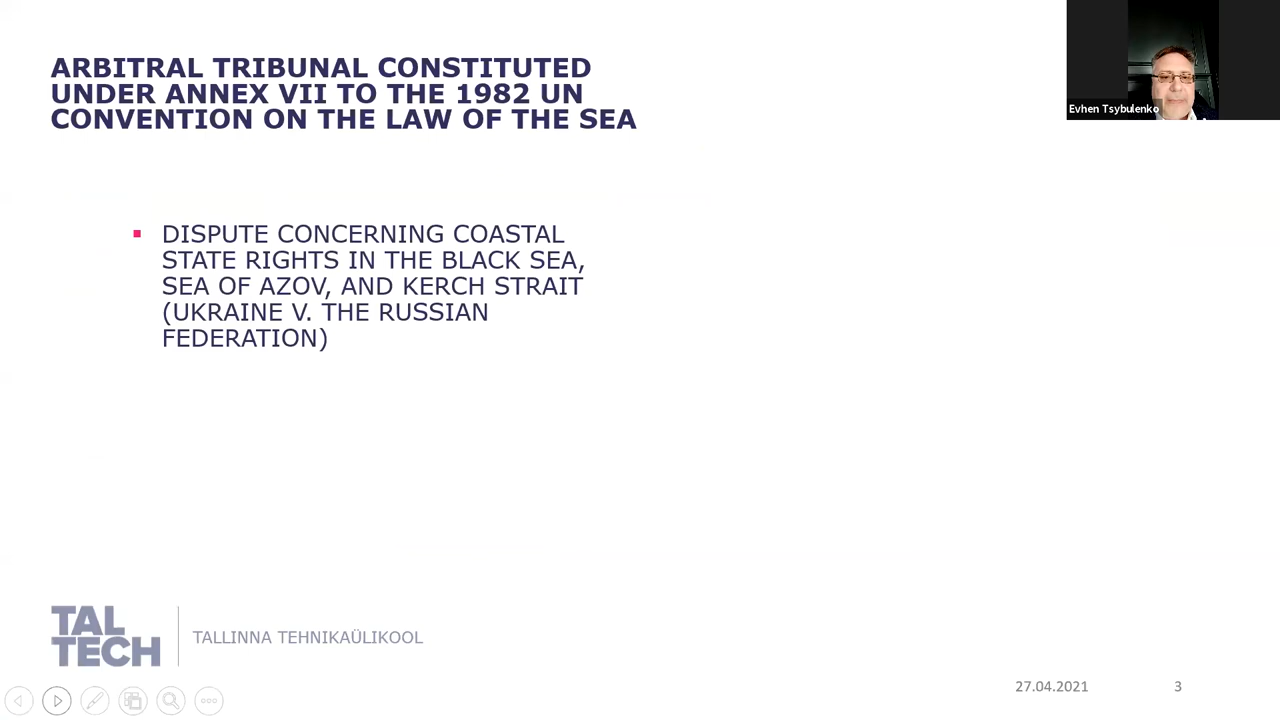 ARBITRAL TRIBUNAL CONSTITUTED
UNDER ANNEX VII TO THE 1982 UN
CONVENTION ON THE LAW OF THE SEA
Evhen Tsybulenko
DISPUTE CONCERNING COASTAL
STATE RIGHTS IN THE BLACK SEA,
SEA OF AZOV, AND KERCH STRAIT
(UKRAINE V. THE RUSSIAN
FEDERATION)
TAL
TECH
TALLINNA TEHNIKAÜLIKOOL
27.04.2021
3